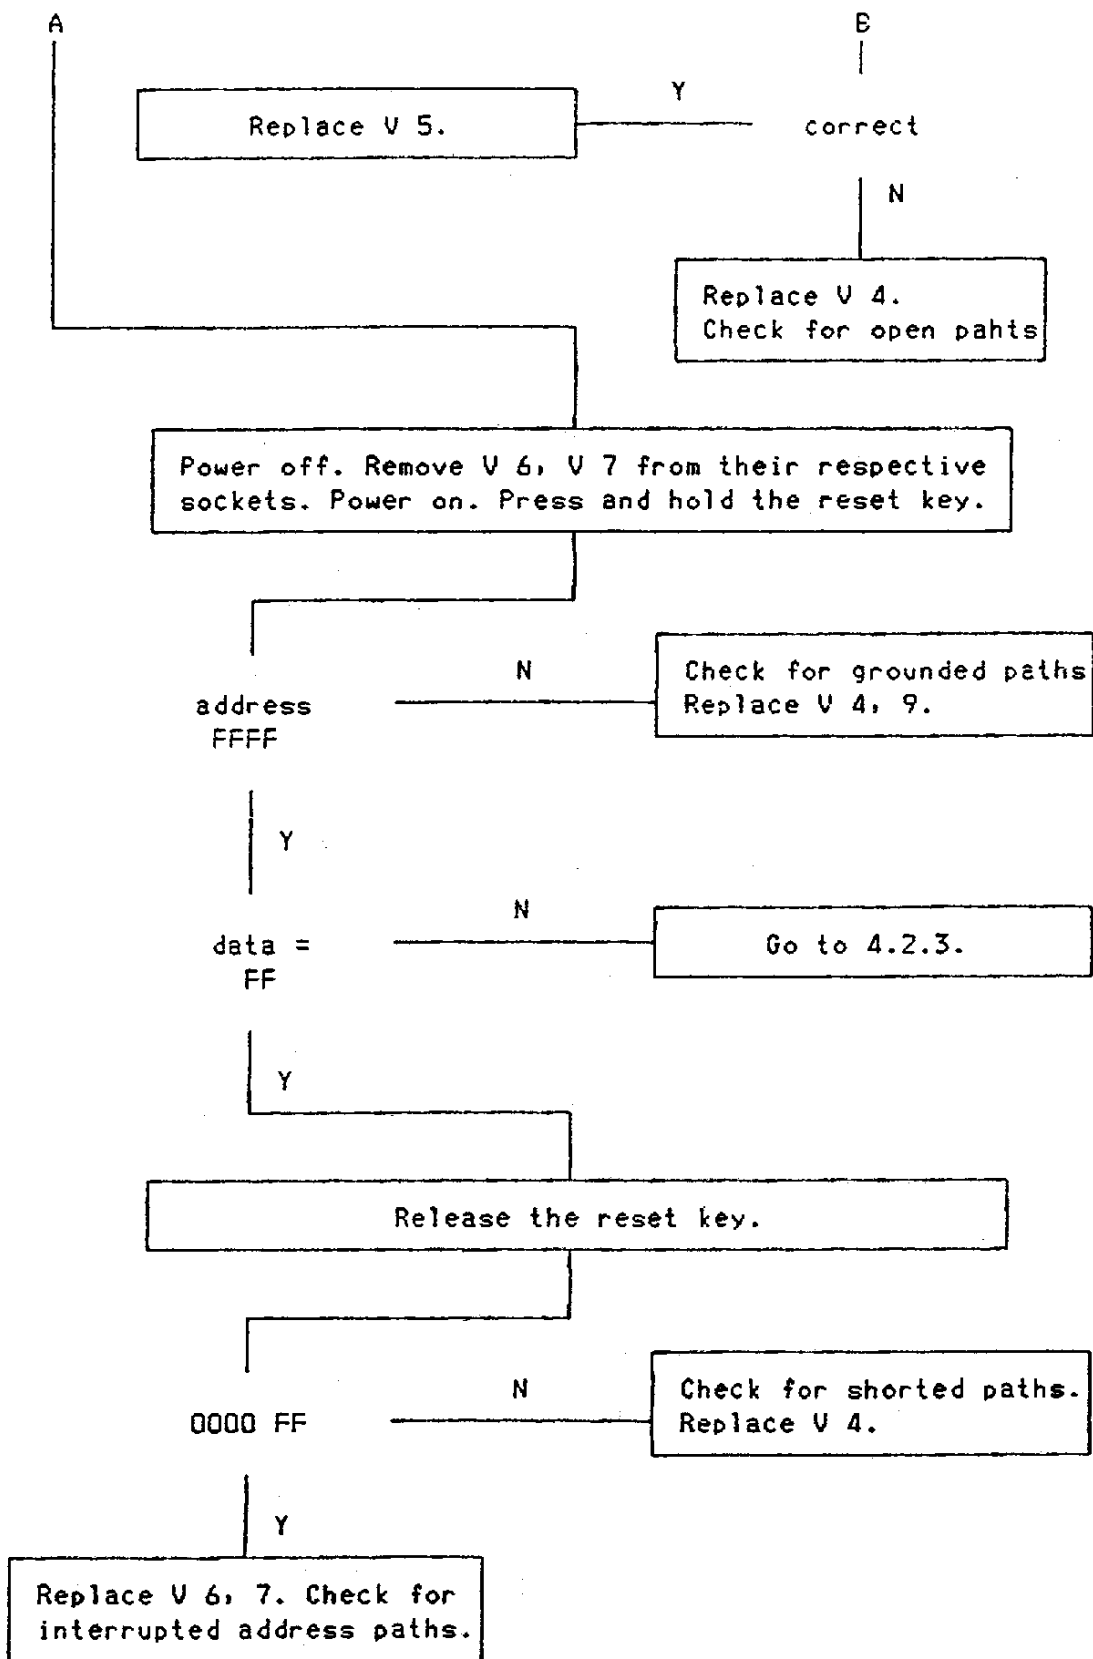 A
B
Y
Replace V 5.
correct
N
Replace V 4.
Check for open pahts
Power off. Remove V 6, V 7 from their respective
sockets. Power on. Press and hold the reset key.
N
Check for grounded paths
address
Replace V 4, 9.
FFFF
Y
N
data =
Go to 4.2.3.
FF
Y
Release the reset key.
N
Check for shorted paths.
0000 FF
Replace V 4.
Y
Replace V 6, 7. Check for
interrupted address paths.